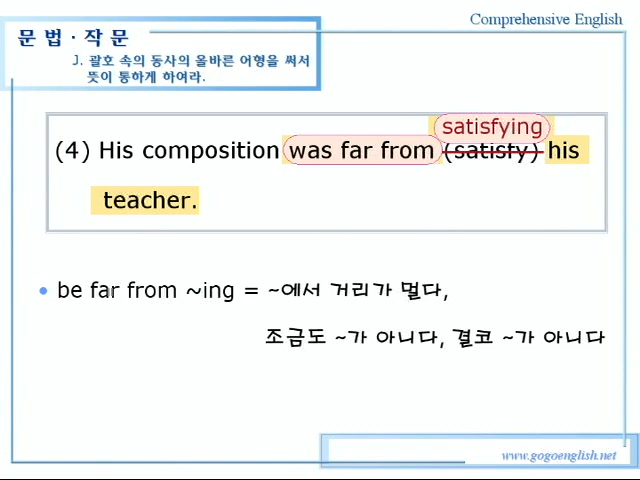 Comprehensive English
문 법 · 작 문
J. 괄호 속의 동사의 올바른 어형을 써서
뜻이 통하게 하여라.
satisfying
(4) His composition was far from (satisfy) his
teacher.
• be far from ~ing = ~에서 거리가 멀다,
조금도 ~가 아니다, 결코 ~가 아니다
www.gogoenglish.net